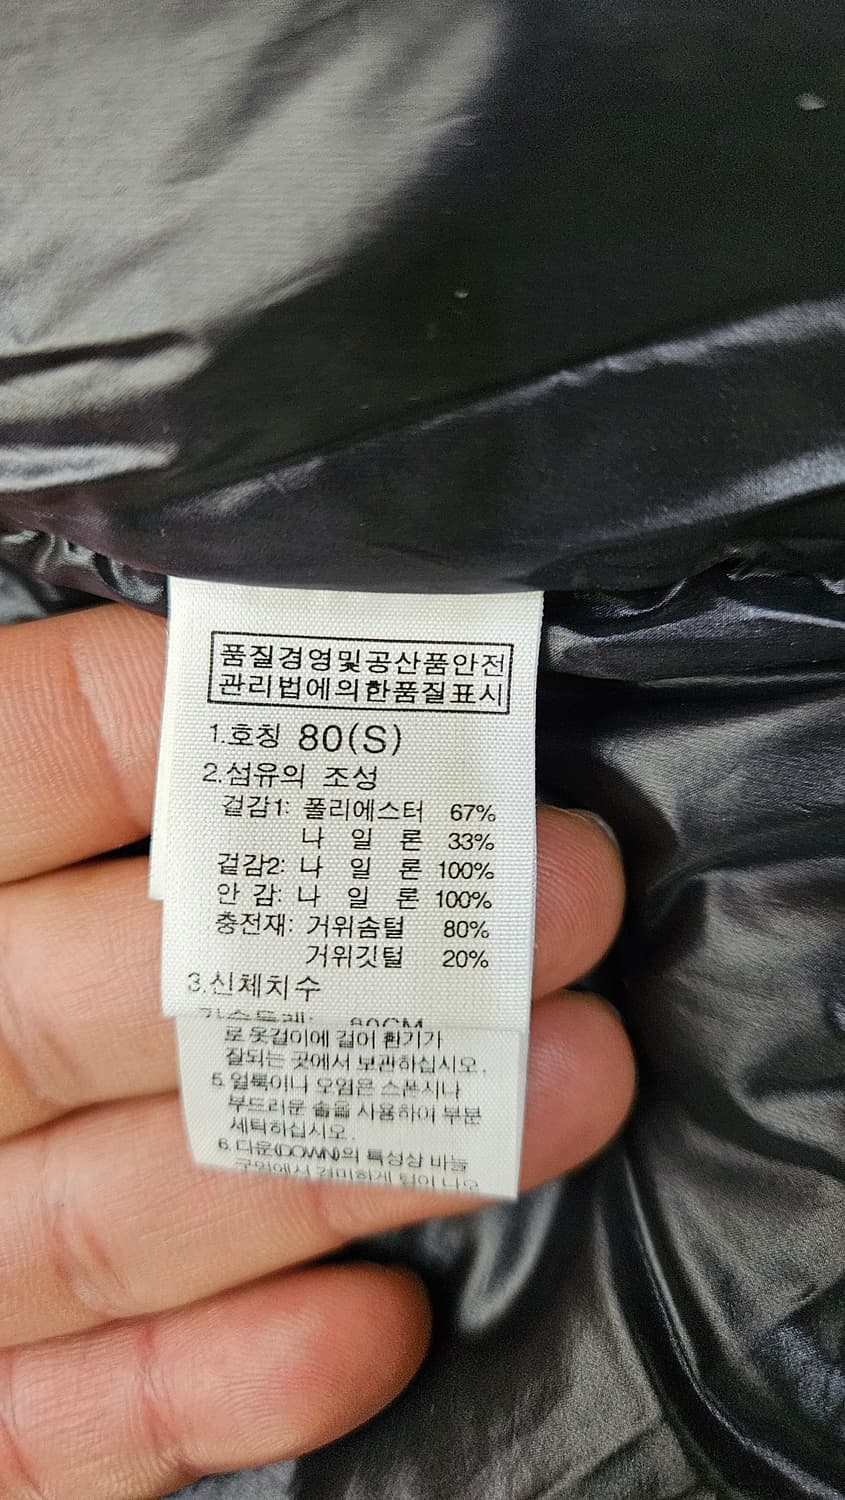 품질경영및공산품안전
관리법에의한품질표시
1.호칭 80(S)
2.섬유의 조성
겉감1: 폴리에스터 67%
나 일 론 33%
겉감2: 나 일 론 100%
안 감: 나 일 론 100%
충전재: 거위솜털 80%
거위깃털 20%
3.신체치수
80CM
로 옷걸이에 걸어 환기가
잘되는 곳에서 보관하십시오.
5. 얼룩이나 오염은 스폰지나
부드러운 솔을 사용하여 부분
세탁하십시오.
6. 다운(DOWN)의 특성상 바늘